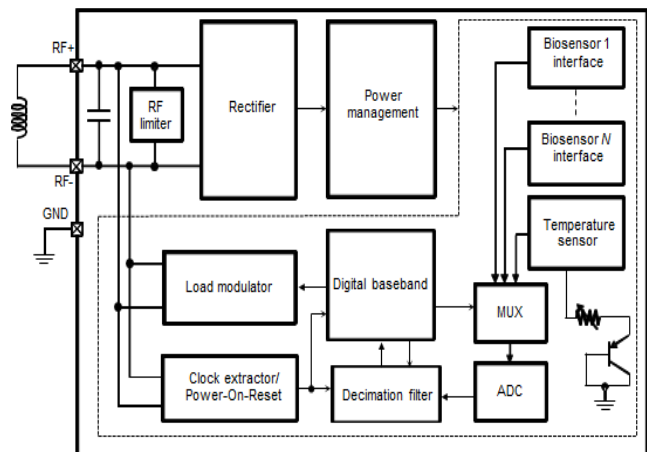 RF+
RF-
GND
RF
limiter
Rectifier
Power
management
Biosensor 1
interface
Biosensor N
interface
Temperature
sensor
Load modulator
Digital baseband
MUX
Clock extractor/
Power-On-Reset
Decimation filter
ADC